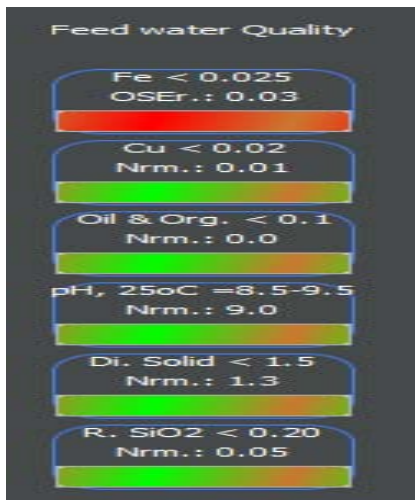 Feed water Quality
Fe < 0.025
OSEr.: 0.03
Cu < 0.02
Nrm.: 0.01
Oil & Org. < 0.1
Nrm.: 0.0
pH, 25oC =8.5-9.5
Nrm.: 9.0
Di. Solid < 1.5
Nrm.: 1.3
R. SiO2 < 0.20
Nrm.: 0.05